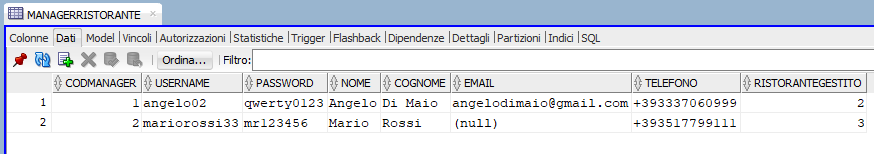 MANAGERRISTORANTE
Colonne Dati Model Vincoli Autorizzazioni Statistiche Trigger Flashback Dipendenze Dettagli Partizioni Indici SQL
Ordina... Filtro:
CODMANAGER USERNAME PASSWORD NOME COGNOME EMAIL TELEFONO RISTORANTEGESTITO
1 1 angelo02 qwerty0123 Angelo Di Maio angelodimaio@gmail.com +393337060999 2
2 2 mariorossi33 mr123456 Mario Rossi (null) +393517799111 3